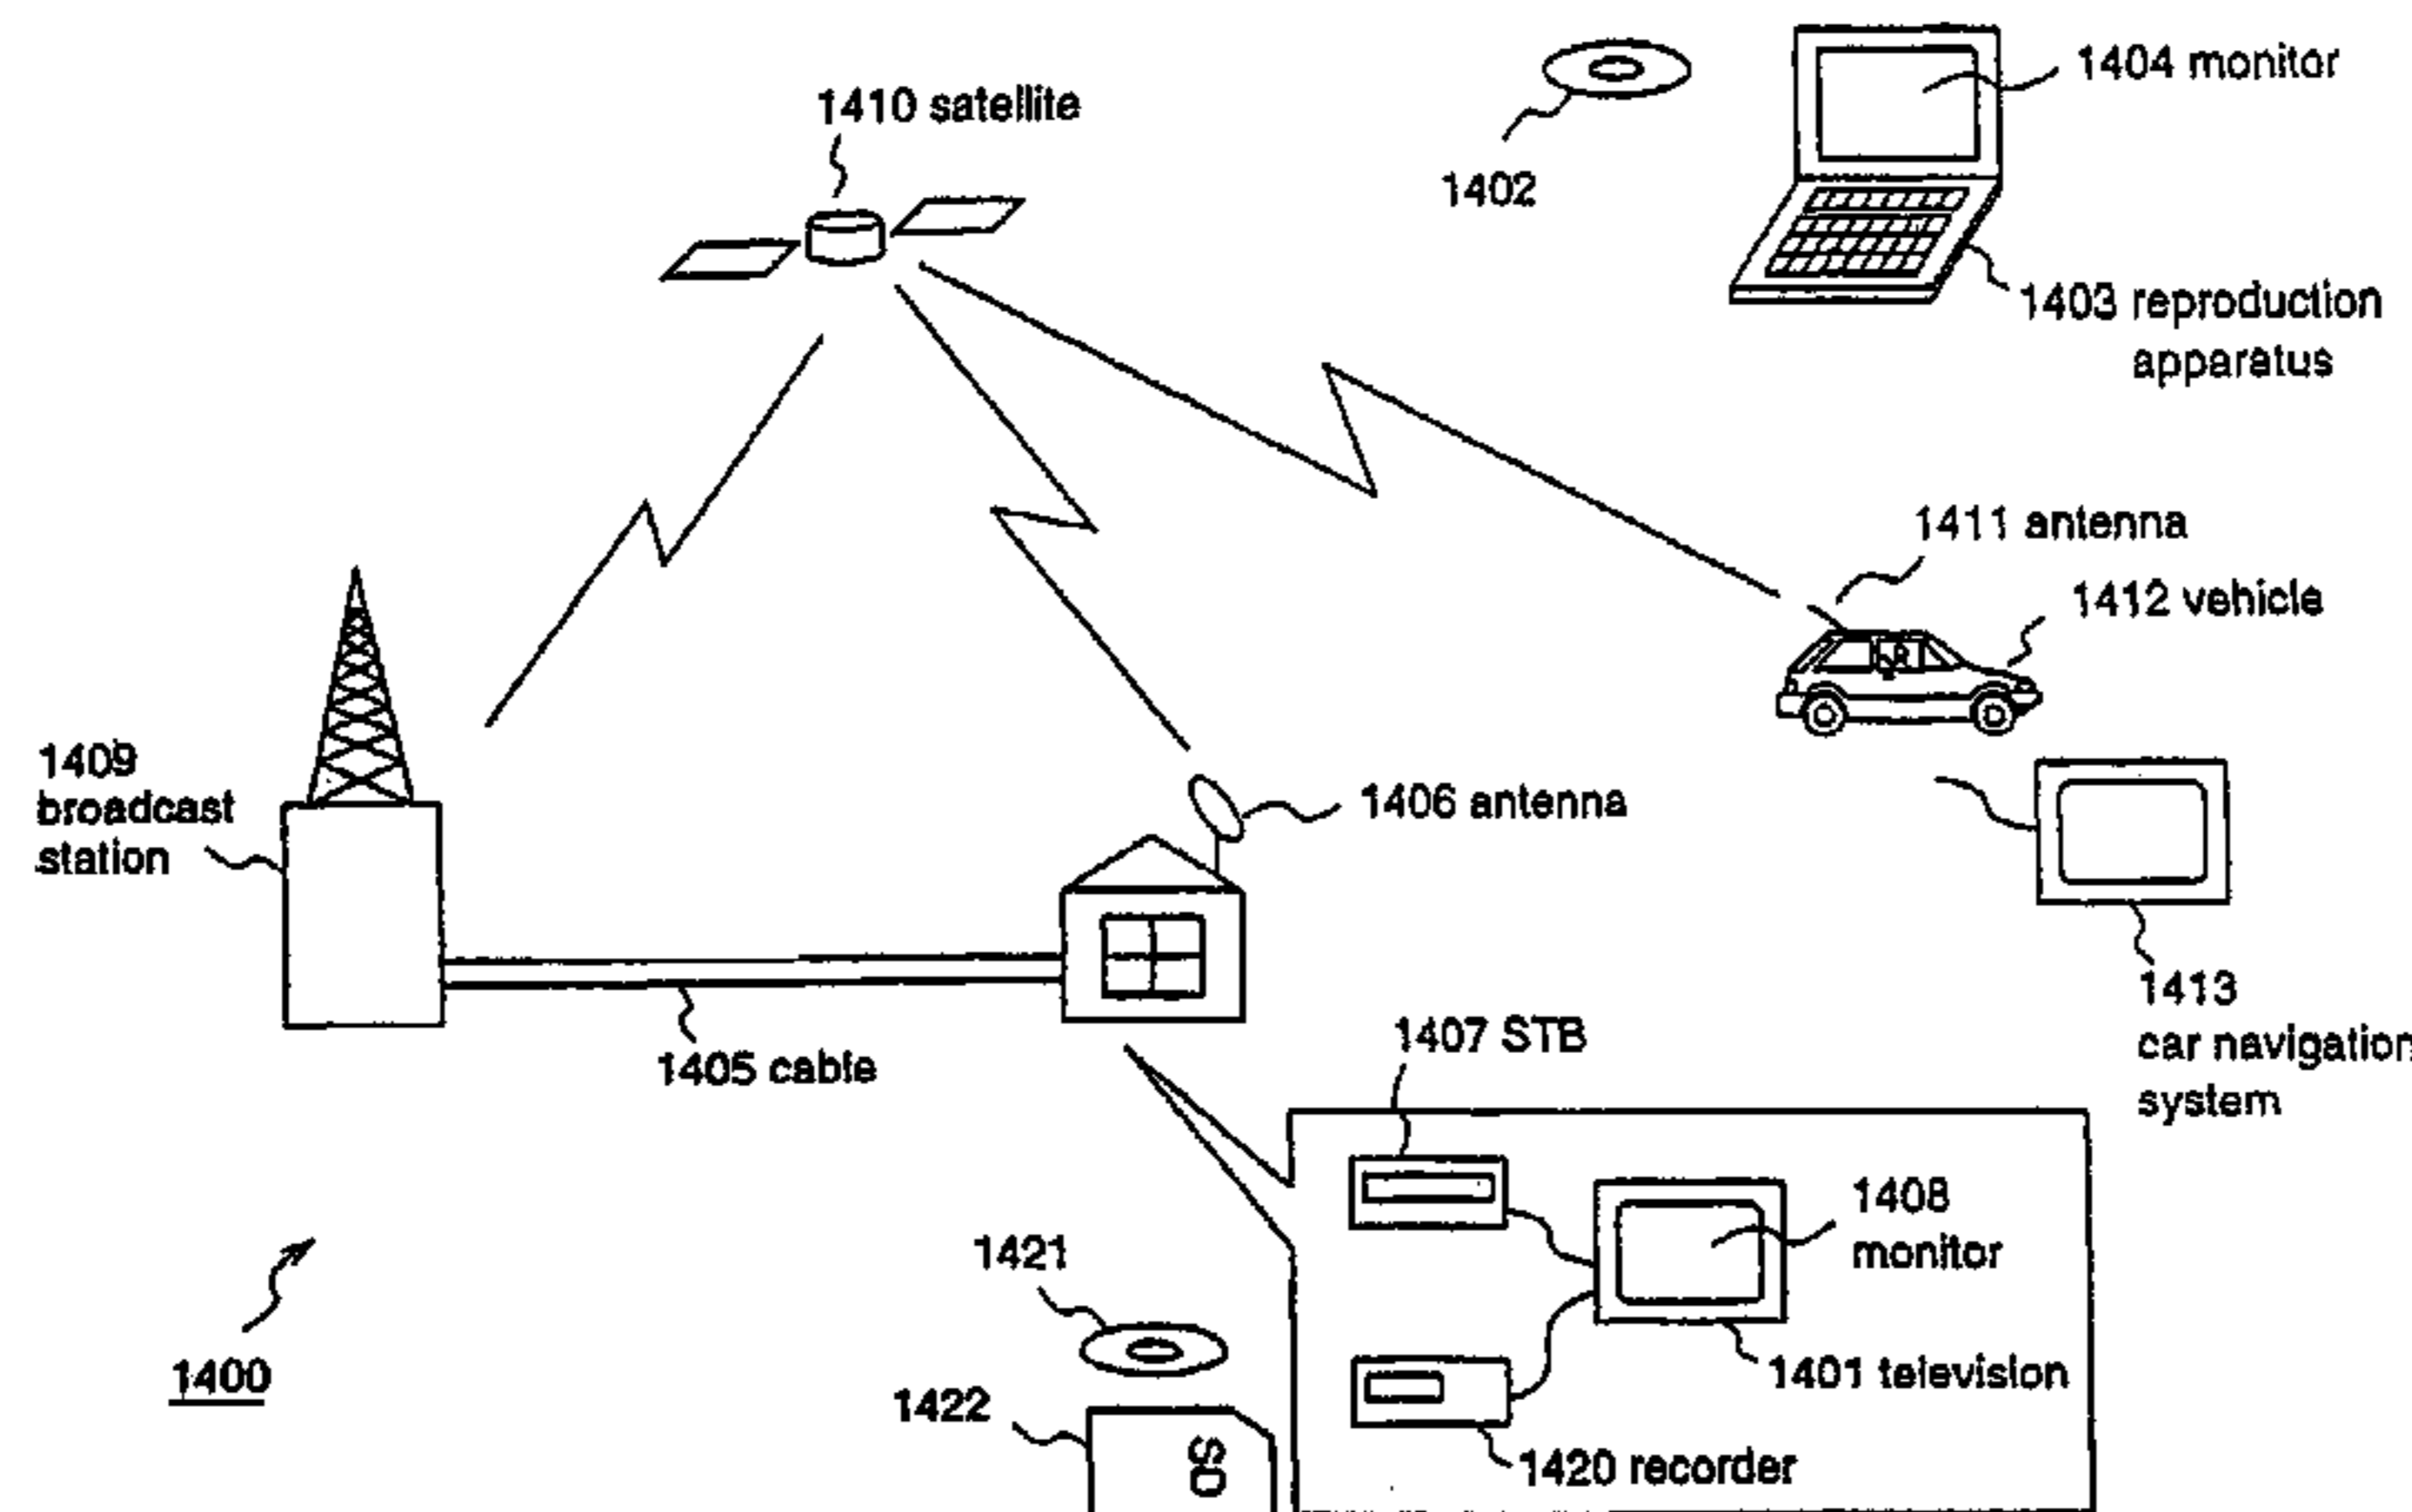 1410 satellite
1404 monitor
1402
1403 reproduction
apparatus
1411 antenna
1412 vehicle
1409
broadcast
station
1406 antenna
1413
car navigation
system
1405 cable
1407 STB
1408
monitor
1421
1401 television
1400
1422
SD
1420 recorder